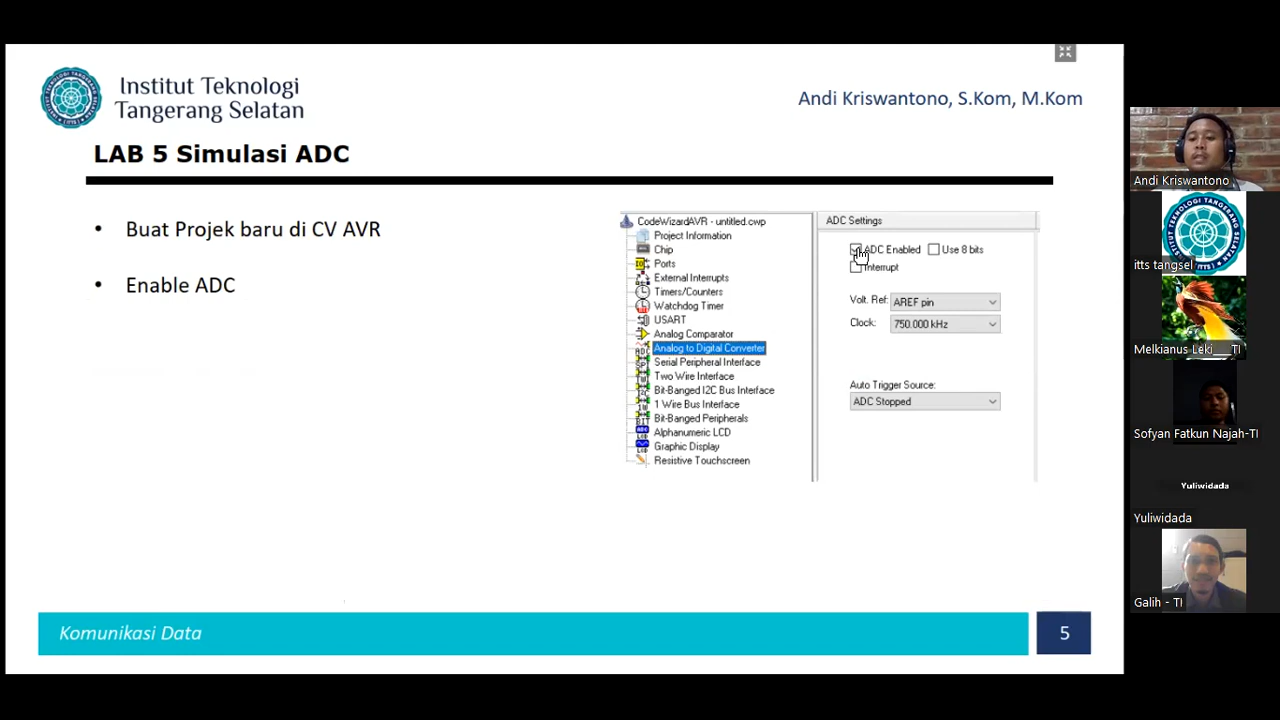 Institut Teknologi
Tangerang Selatan
Andi Kriswantono, S.Kom, M.Kom
LAB 5 Simulasi ADC
• Buat Projek baru di CV AVR
• Enable ADC
CodeWizardAVR - untitled.cwp
Project Information
Chip
Ports
External Interrupts
Timers/Counters
Watchdog Timer
USART
Analog Comparator
Analog to Digital Converter
Serial Peripheral Interface
Two Wire Interface
Bit-Banged I2C Bus Interface
1 Wire Bus Interface
Bit-Banged Peripherals
Alphanumeric LCD
Graphic Display
Resistive Touchscreen
ADC Settings
ADC Enabled Use 8 bits
Interrupt
Volt. Ref: AREF pin
Clock: 750.000 kHz
Auto Trigger Source:
ADC Stopped
Komunikasi Data
5
Andi Kriswantono
itts tangsel
Melkianus Leki___TI
Sofyan Fatkun Najah-TI
Yuliwidada
Yuliwidada
Galih - TI